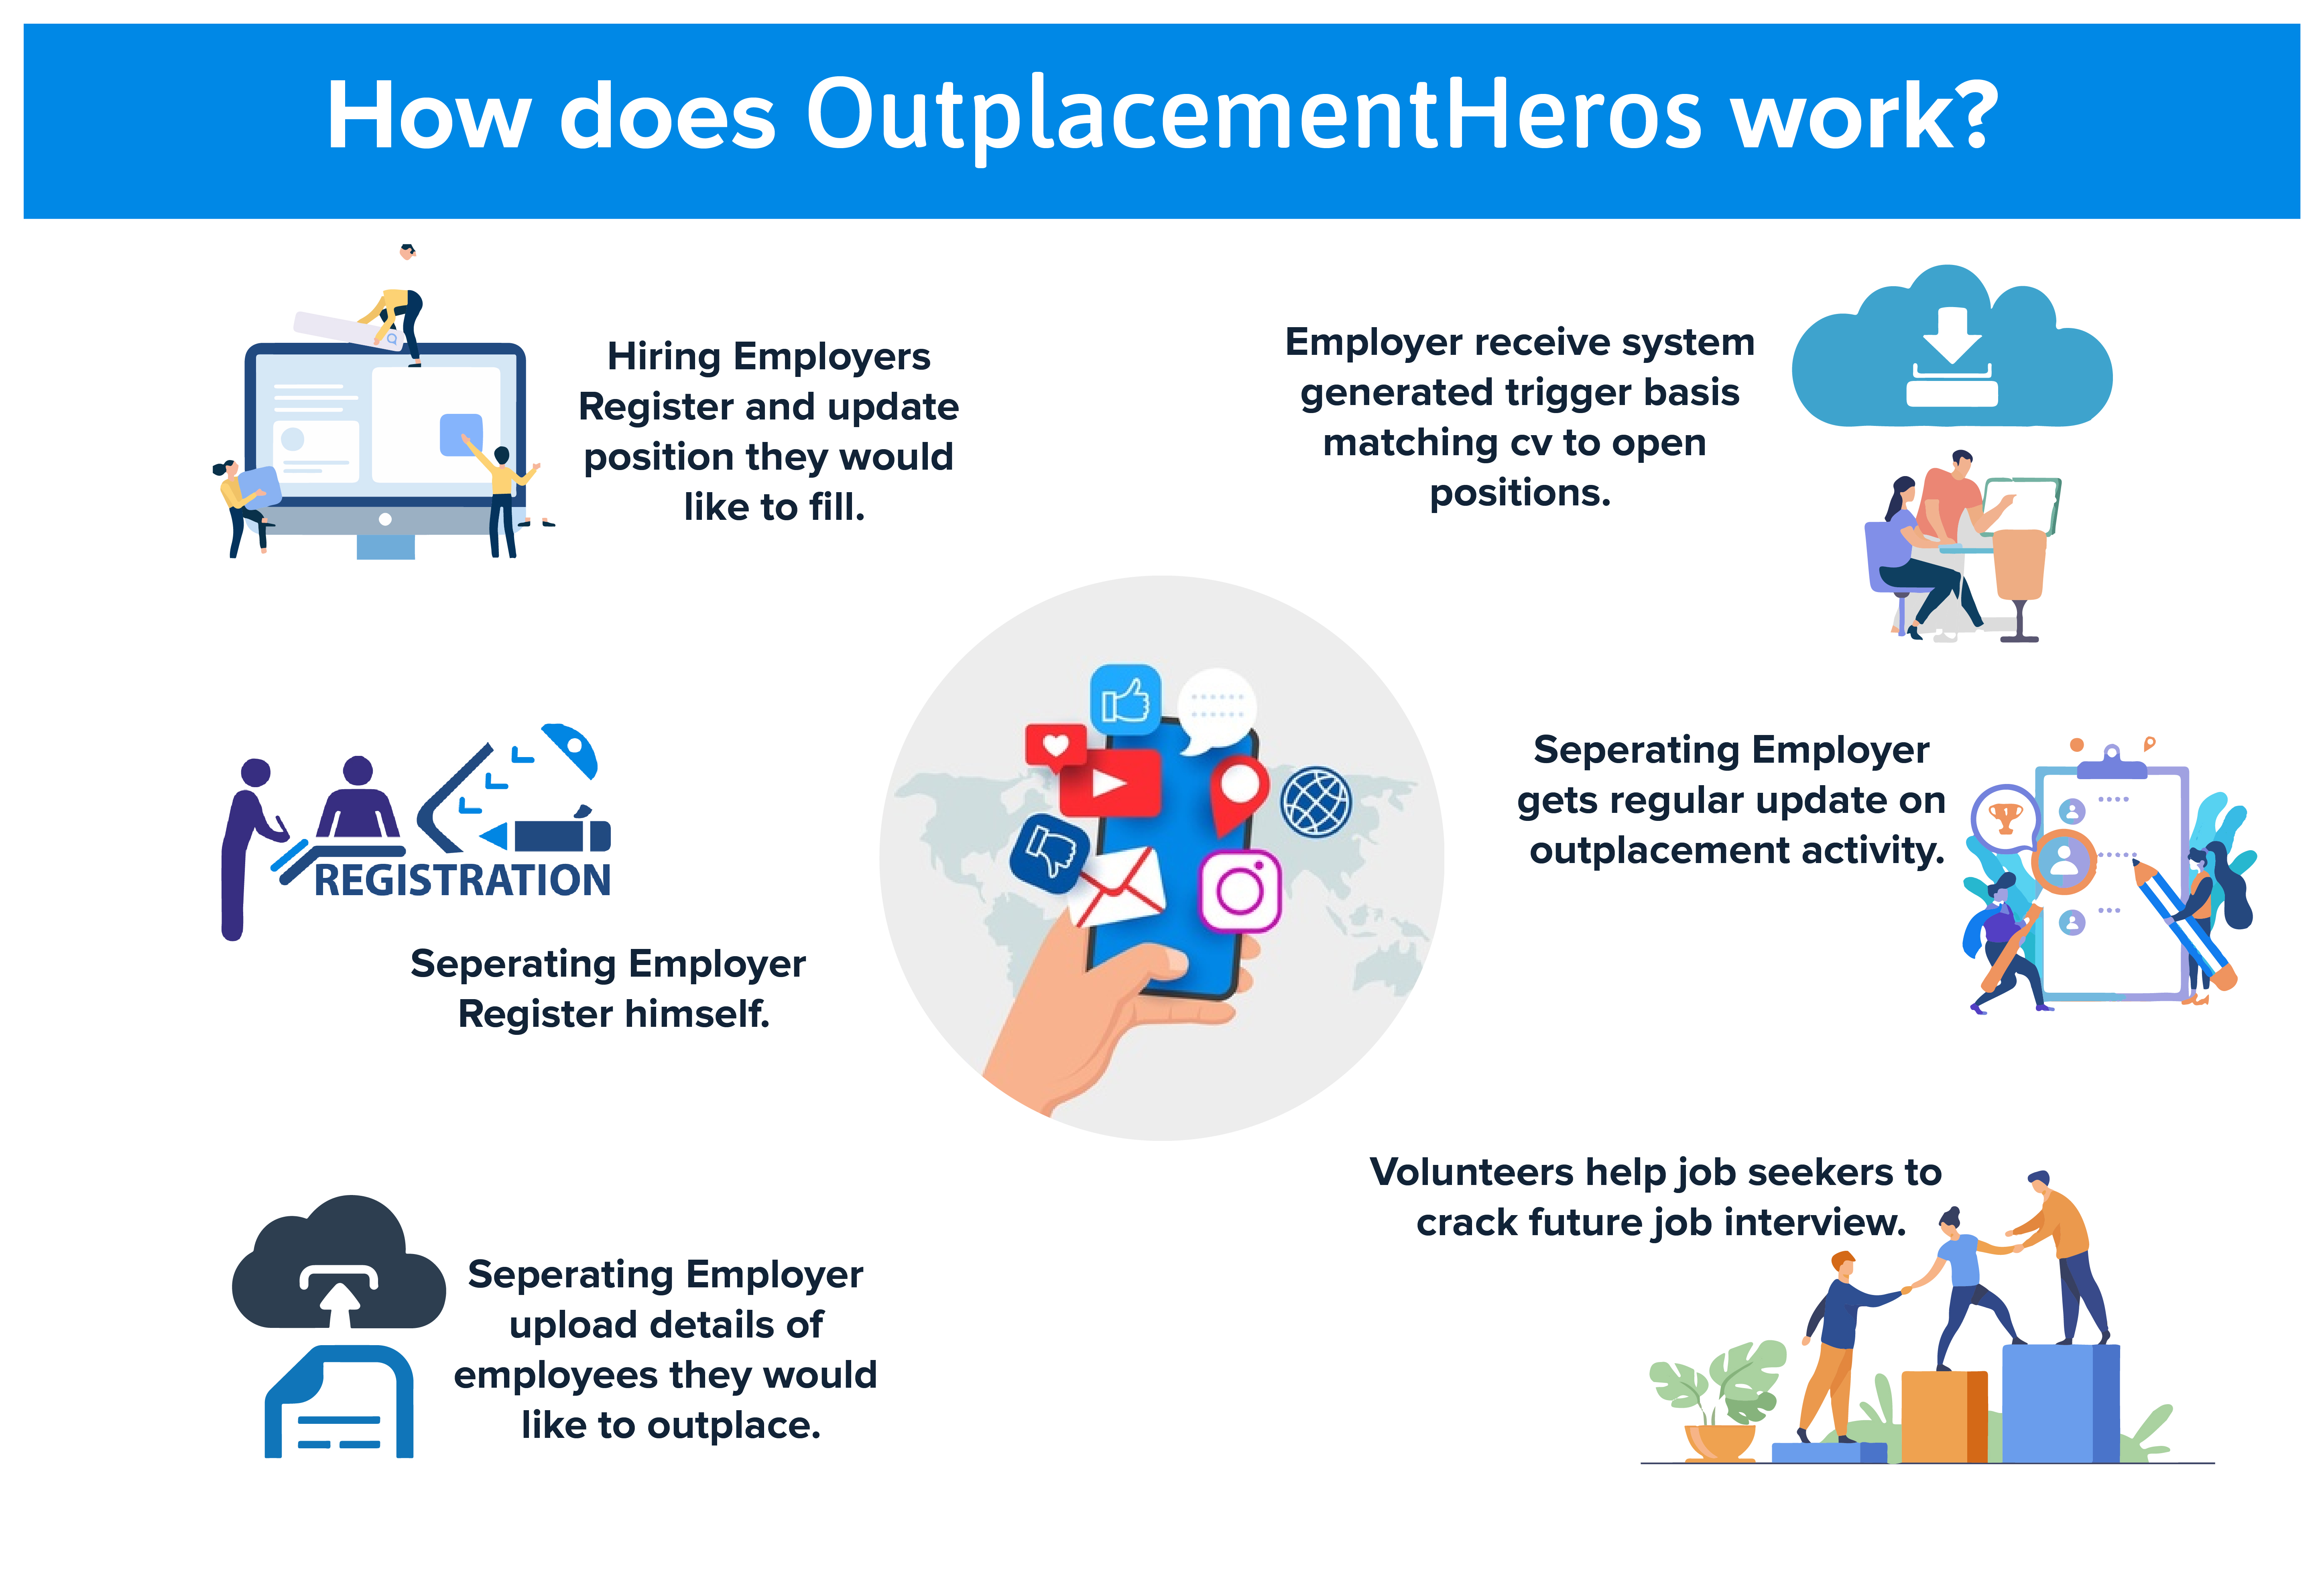 How does OutplacementHeros work?
Hiring Employers
Register and update
position they would
like to fill.
Employer receive system
generated trigger basis
matching cv to open
positions.
REGISTRATION
Seperating Employer
Register himself.
Seperating Employer
gets regular update on
outplacement activity.
1
Seperating Employer
upload details of
employees they would
like to outplace.
Volunteers help job seekers to
crack future job interview.